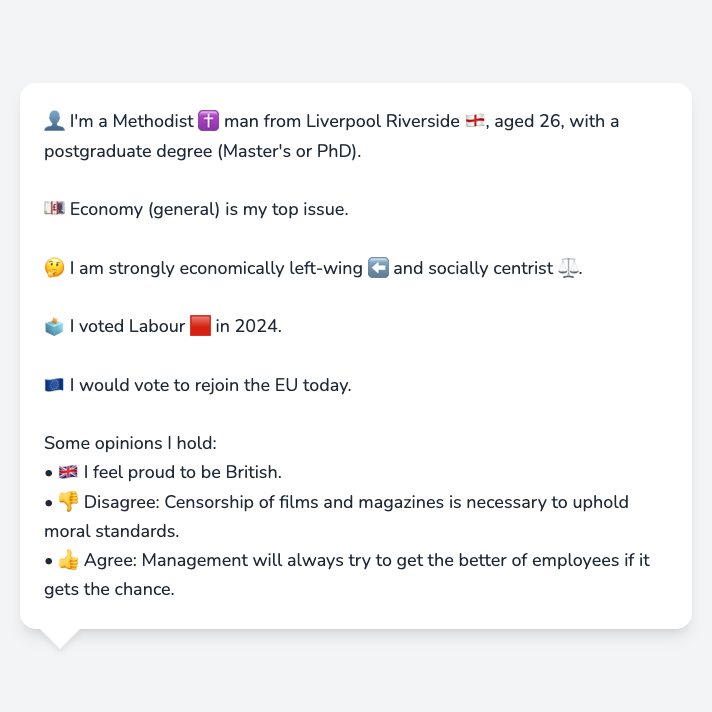 👤 I'm a Methodist ✝️ man from Liverpool Riverside 🏴󠁧󠁢󠁥󠁮󠁧󠁿, aged 26, with a
postgraduate degree (Master's or PhD).
💷 Economy (general) is my top issue.
🤔 I am strongly economically left-wing ⬅️ and socially centrist ⚖️.
🗳️ I voted Labour 🟥 in 2024.
🇪🇺 I would vote to rejoin the EU today.
Some opinions I hold:
• 🇬🇧 I feel proud to be British.
• 👎 Disagree: Censorship of films and magazines is necessary to uphold
moral standards.
• 👍 Agree: Management will always try to get the better of employees if it
gets the chance.